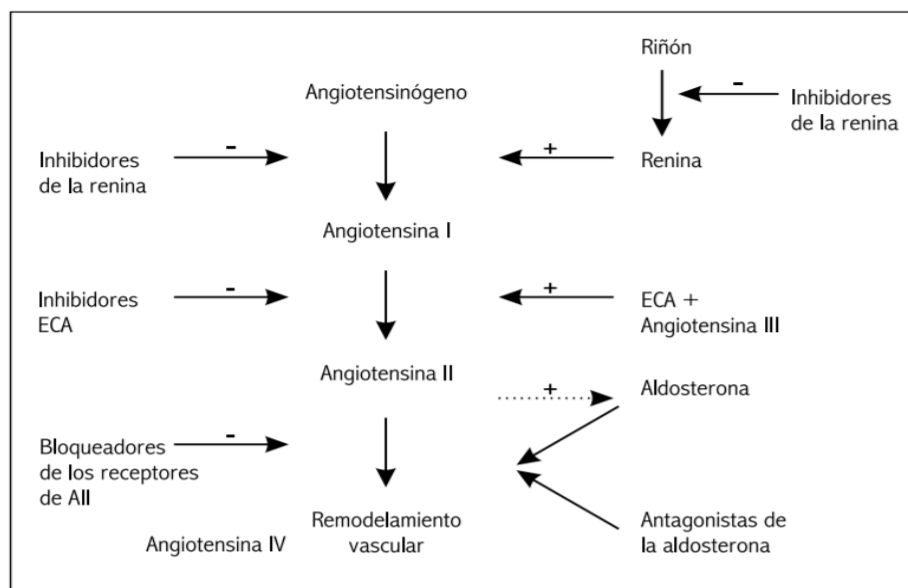 Riñón
-
Angiotensinógeno
Inhibidores
de la renina
-
+
Inhibidores
de la renina
Renina
Angiotensina I
-
+
Inhibidores
ECA
ECA +
Angiotensina III
Angiotensina II
+
Aldosterona
-
Bloqueadores
de los receptores
de AII
Angiotensina IV
Remodelamiento
vascular
Antagonistas de
la aldosterona